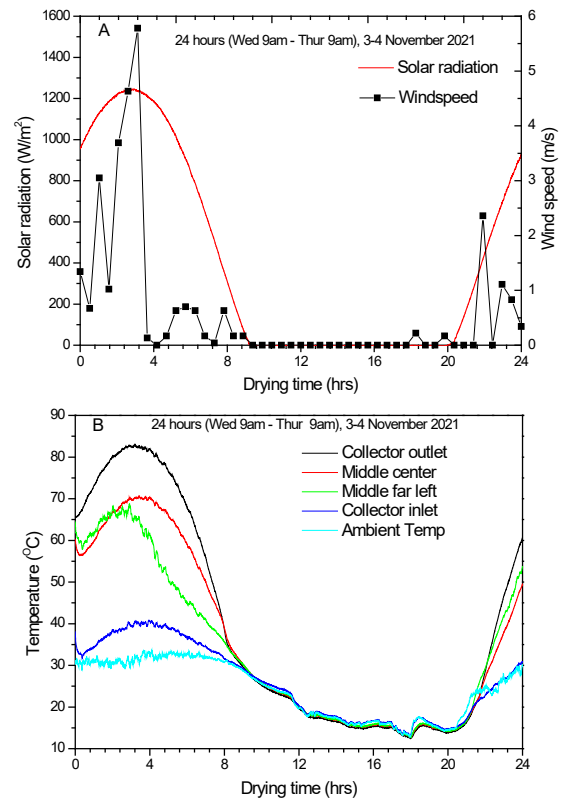 A
24 hours (Wed 9am - Thur 9am), 3-4 November 2021
Solar radiation
Windspeed
Solar radiation (W/m²)
1600
1400
1200
1000
800
600
400
200
0
Wind speed (m/s)
6
5
4
3
2
1
0
0 4 8 12 16 20 24
Drying time (hrs)
B
24 hours (Wed 9am - Thur 9am), 3-4 November 2021
Collector outlet
Middle center
Middle far left
Collector inlet
Ambient Temp
Temperature (°C)
90
80
70
60
50
40
30
20
10
0 4 8 12 16 20 24
Drying time (hrs)